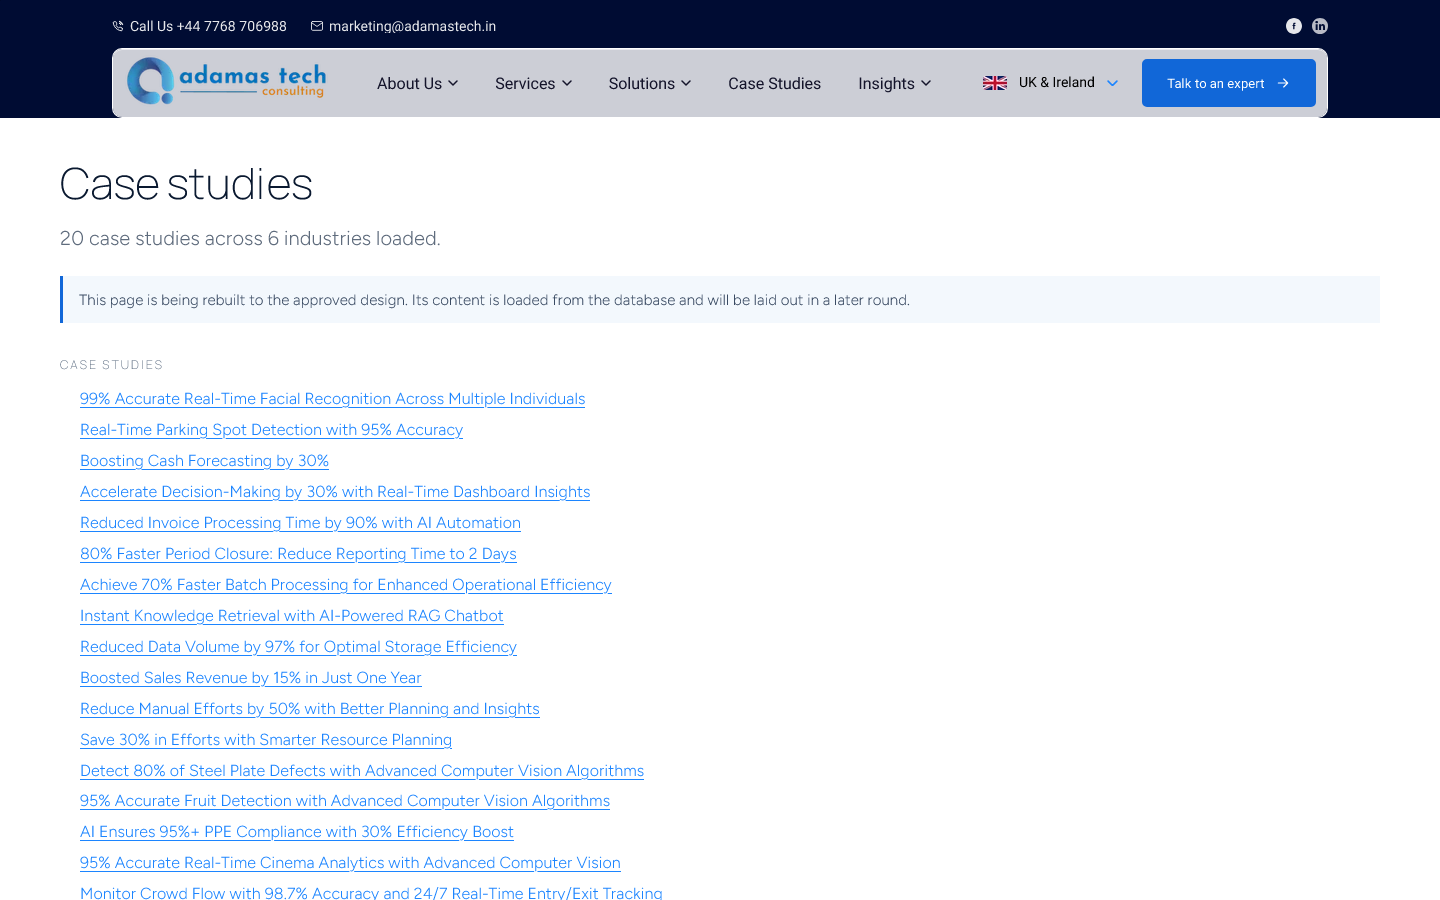 Call Us +44 7768 706988
marketing@adamastech.in
adamas tech
consulting
About Us
Services
Solutions
Case Studies
Insights
UK & Ireland
Talk to an expert
Case studies
20 case studies across 6 industries loaded.
This page is being rebuilt to the approved design. Its content is loaded from the database and will be laid out in a later round.
CASE STUDIES
99% Accurate Real-Time Facial Recognition Across Multiple Individuals
Real-Time Parking Spot Detection with 95% Accuracy
Boosting Cash Forecasting by 30%
Accelerate Decision-Making by 30% with Real-Time Dashboard Insights
Reduced Invoice Processing Time by 90% with AI Automation
80% Faster Period Closure: Reduce Reporting Time to 2 Days
Achieve 70% Faster Batch Processing for Enhanced Operational Efficiency
Instant Knowledge Retrieval with AI-Powered RAG Chatbot
Reduced Data Volume by 97% for Optimal Storage Efficiency
Boosted Sales Revenue by 15% in Just One Year
Reduce Manual Efforts by 50% with Better Planning and Insights
Save 30% in Efforts with Smarter Resource Planning
Detect 80% of Steel Plate Defects with Advanced Computer Vision Algorithms
95% Accurate Fruit Detection with Advanced Computer Vision Algorithms
AI Ensures 95%+ PPE Compliance with 30% Efficiency Boost
95% Accurate Real-Time Cinema Analytics with Advanced Computer Vision
Monitor Crowd Flow with 98.7% Accuracy and 24/7 Real-Time Entry/Exit Tracking